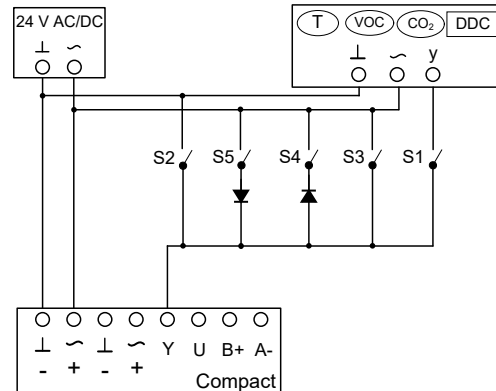 24 V AC/DC
⊥ ~
T VOC CO₂ DDC
⊥ ~ y
S2 S5 S4 S3 S1
⊥ ~ ⊥ ~ Y U B+ A-
- + - +
Compact